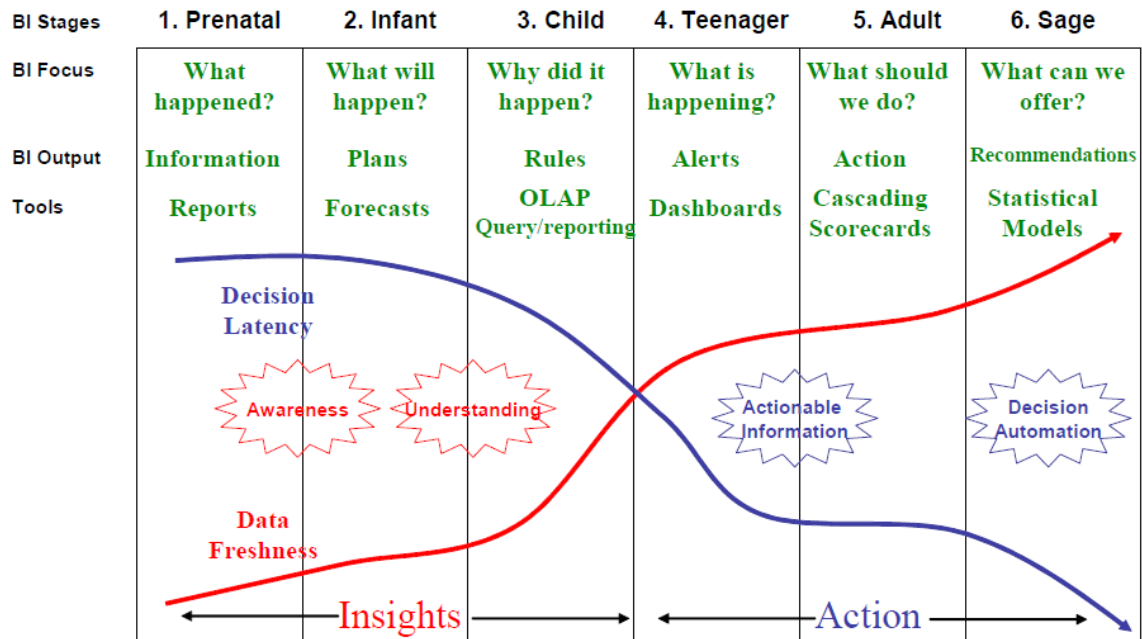 BI Stages 1. Prenatal 2. Infant 3. Child 4. Teenager 5. Adult 6. Sage
BI Focus What What will Why did it What is What should What can we
happened? happen? happen? happening? we do? offer?
BI Output Information Plans Rules Alerts Action Recommendations
Tools Reports Forecasts OLAP Dashboards Cascading Statistical
Query/reporting Scorecards Models
Decision
Latency
Awareness Understanding Actionable Decision
Information Automation
Data
Freshness
Insights Action